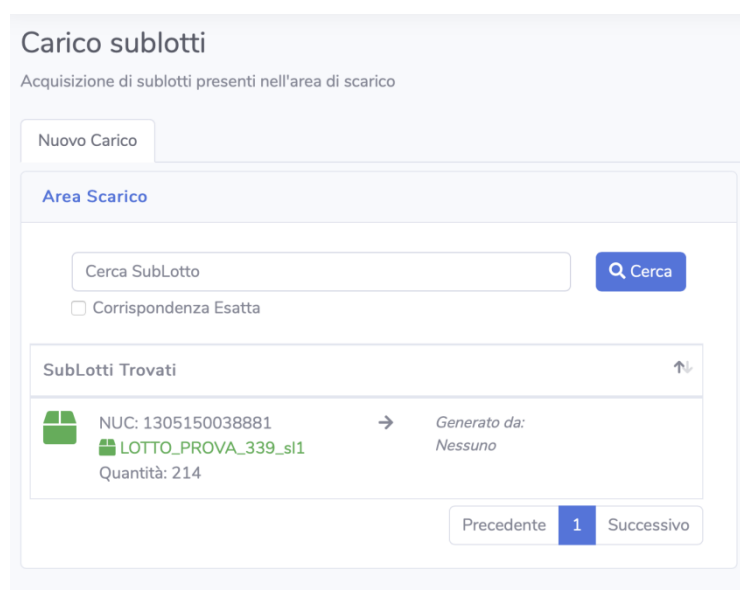 Carico sublotti
Acquisizione di sublotti presenti nell'area di scarico
Nuovo Carico
Area Scarico
Cerca SubLotto
Cerca
Corrispondenza Esatta
SubLotti Trovati
NUC: 1305150038881
LOTTO_PROVA_339_sl1
Quantità: 214
Generato da:
Nessuno
Precedente 1 Successivo